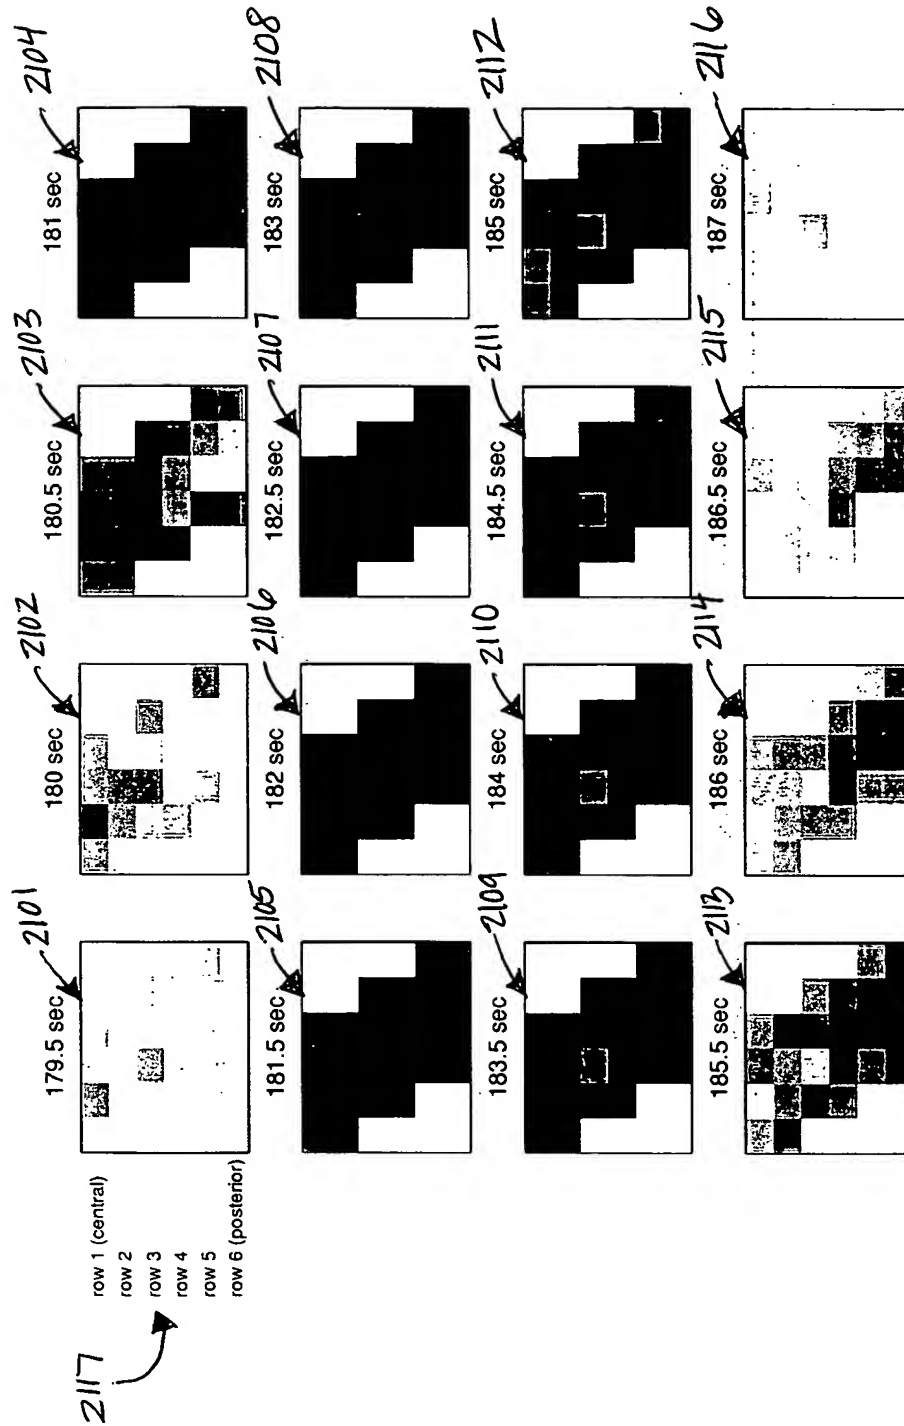 2101
2102
2103
2104
179.5 sec
180 sec
180.5 sec
181 sec
2117
row 1 (central)
row 2
row 3
row 4
row 5
row 6 (posterior)
2105
2106
2107
2108
181.5 sec
182 sec
182.5 sec
183 sec
2109
2110
2111
2112
183.5 sec
184 sec
184.5 sec
185 sec
2113
2114
2115
2116
185.5 sec
186 sec
186.5 sec
187 sec